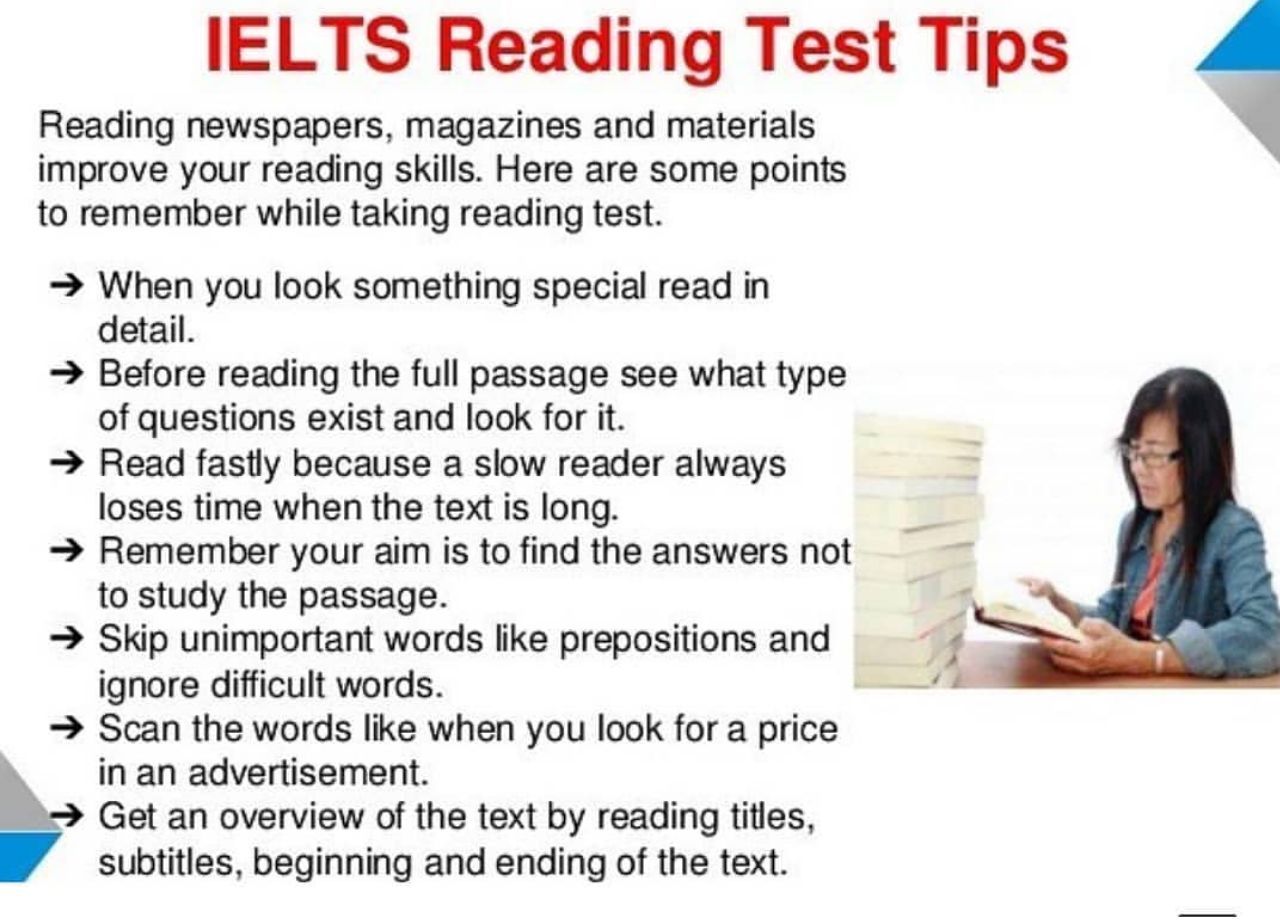 IELTS Reading Test Tips
Reading newspapers, magazines and materials
improve your reading skills. Here are some points
to remember while taking reading test.
➔ When you look something special read in
detail.
➔ Before reading the full passage see what type
of questions exist and look for it.
➔ Read fastly because a slow reader always
loses time when the text is long.
➔ Remember your aim is to find the answers not
to study the passage.
➔ Skip unimportant words like prepositions and
ignore difficult words.
➔ Scan the words like when you look for a price
in an advertisement.
➔ Get an overview of the text by reading titles,
subtitles, beginning and ending of the text.